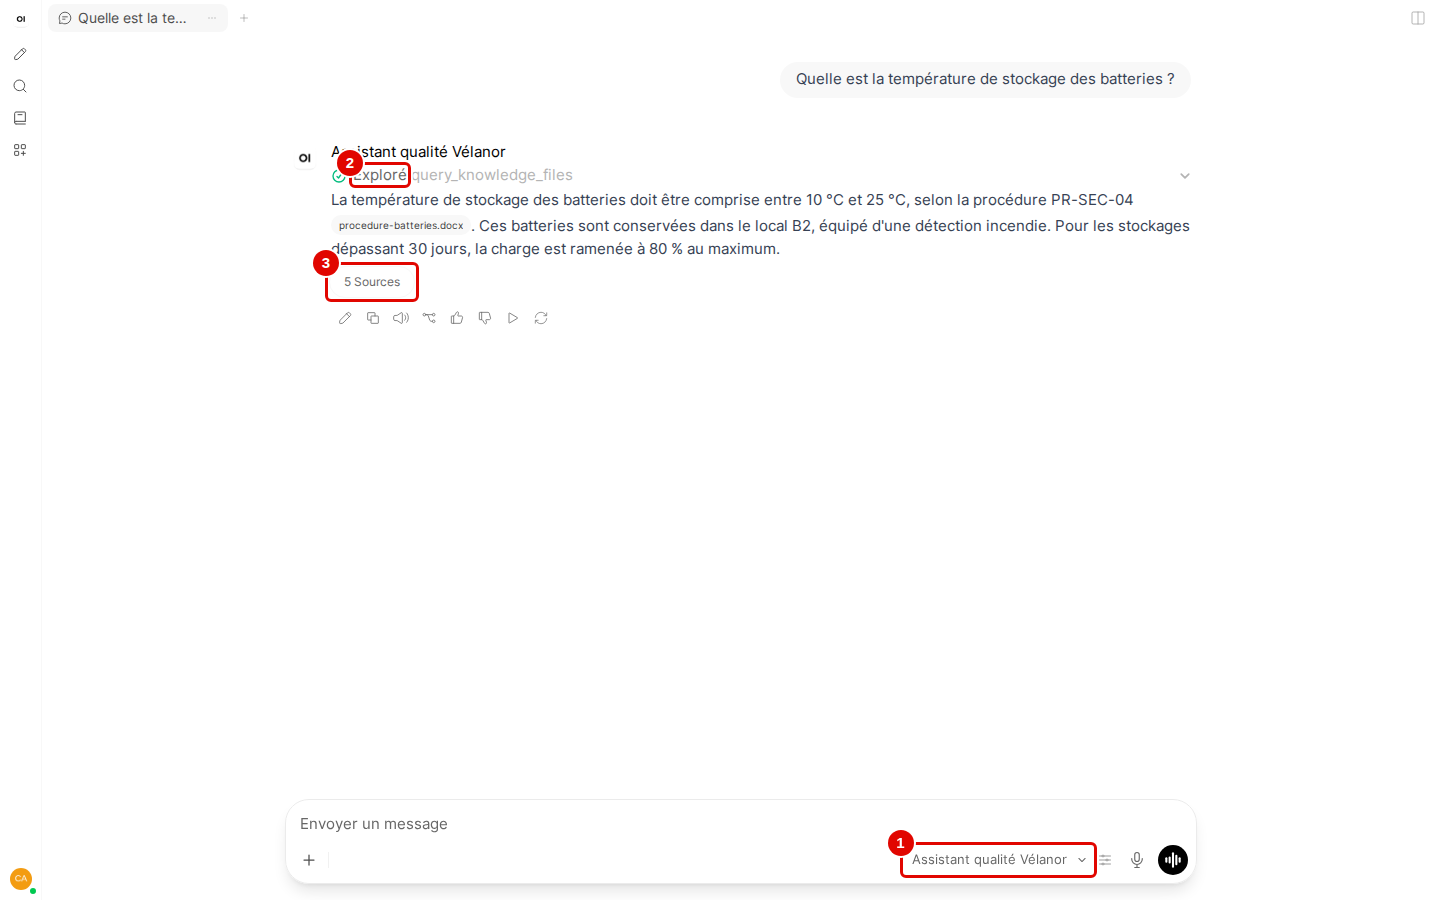 OI
Quelle est la te...
Quelle est la température de stockage des batteries ?
OI
Assistant qualité Vélanor
2
Exploré query_knowledge_files
La température de stockage des batteries doit être comprise entre 10 °C et 25 °C, selon la procédure PR-SEC-04
procedure-batteries.docx . Ces batteries sont conservées dans le local B2, équipé d'une détection incendie. Pour les stockages
dépassant 30 jours, la charge est ramenée à 80 % au maximum.
3
5 Sources
Envoyer un message
1
Assistant qualité Vélanor
CA